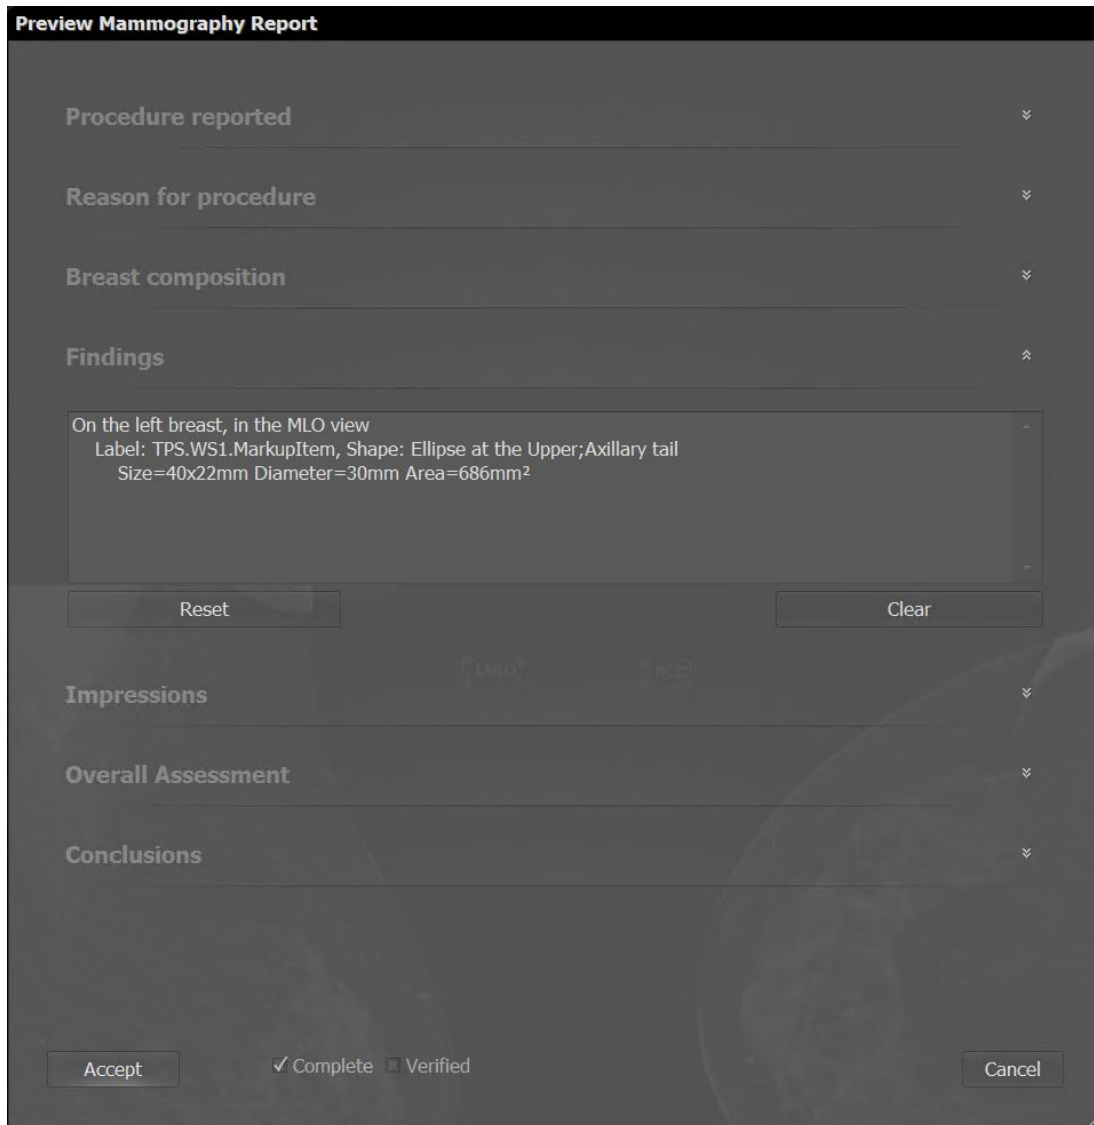 Preview Mammography Report
Procedure reported
Reason for procedure
Breast composition
Findings
On the left breast, in the MLO view
Label: TPS.WS1.MarkupItem, Shape: Ellipse at the Upper;Axillary tail
Size=40x22mm Diameter=30mm Area=686mm²
Reset
Clear
Impressions
Overall Assessment
Conclusions
Accept
Complete
Verified
Cancel